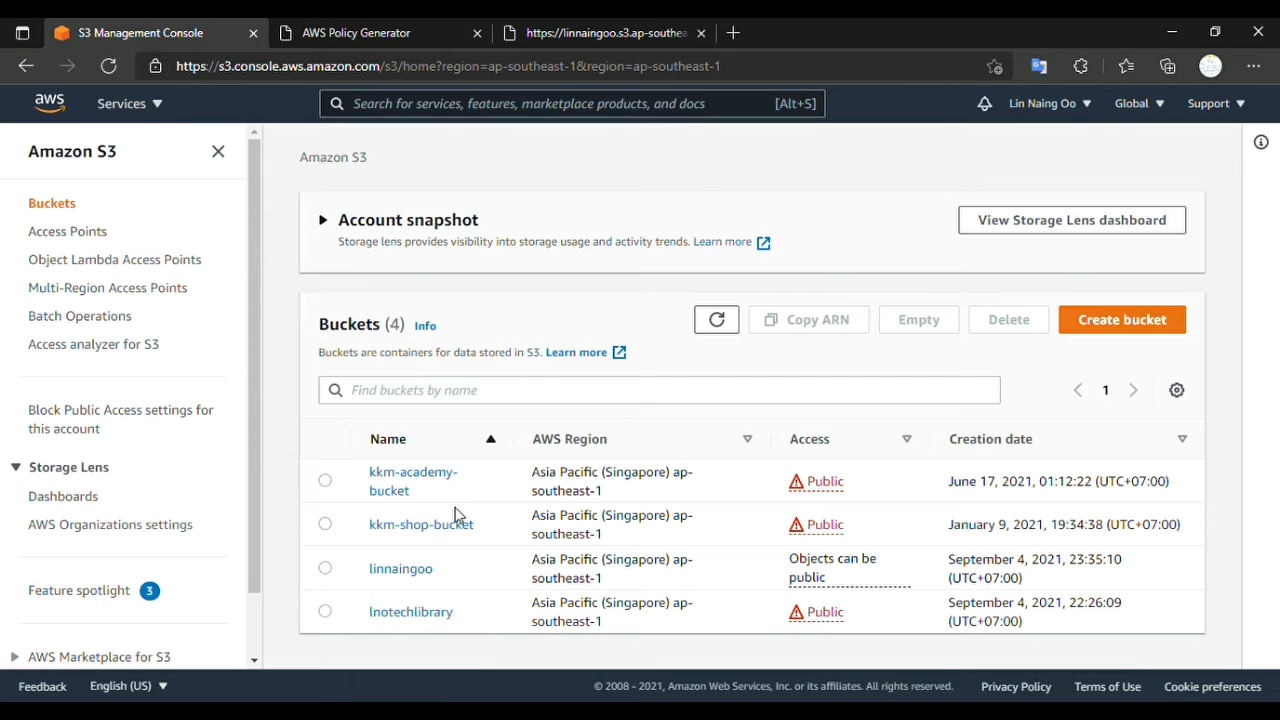 S3 Management Console
AWS Policy Generator
https://linnaingoo.s3.ap-southea
https://s3.console.aws.amazon.com/s3/home?region=ap-southeast-1&region=ap-southeast-1
aws
Services
Search for services, features, marketplace products, and docs [Alt+S]
Lin Naing Oo
Global
Support
Amazon S3
Buckets
Access Points
Object Lambda Access Points
Multi-Region Access Points
Batch Operations
Access analyzer for S3
Block Public Access settings for
this account
Storage Lens
Dashboards
AWS Organizations settings
Feature spotlight 3
AWS Marketplace for S3
Amazon S3
Account snapshot
Storage lens provides visibility into storage usage and activity trends. Learn more
View Storage Lens dashboard
Buckets (4) Info
Buckets are containers for data stored in S3. Learn more
Copy ARN
Empty
Delete
Create bucket
Find buckets by name
1
Name AWS Region Access Creation date
kkm-academy-
bucket
Asia Pacific (Singapore) ap-
southeast-1
Public
June 17, 2021, 01:12:22 (UTC+07:00)
kkm-shop-bucket
Asia Pacific (Singapore) ap-
southeast-1
Public
January 9, 2021, 19:34:38 (UTC+07:00)
linnaingoo
Asia Pacific (Singapore) ap-
southeast-1
Objects can be
public
September 4, 2021, 23:35:10
(UTC+07:00)
lnotechlibrary
Asia Pacific (Singapore) ap-
southeast-1
Public
September 4, 2021, 22:26:09
(UTC+07:00)
Feedback
English (US)
© 2008 - 2021, Amazon Web Services, Inc. or its affiliates. All rights reserved.
Privacy Policy
Terms of Use
Cookie preferences